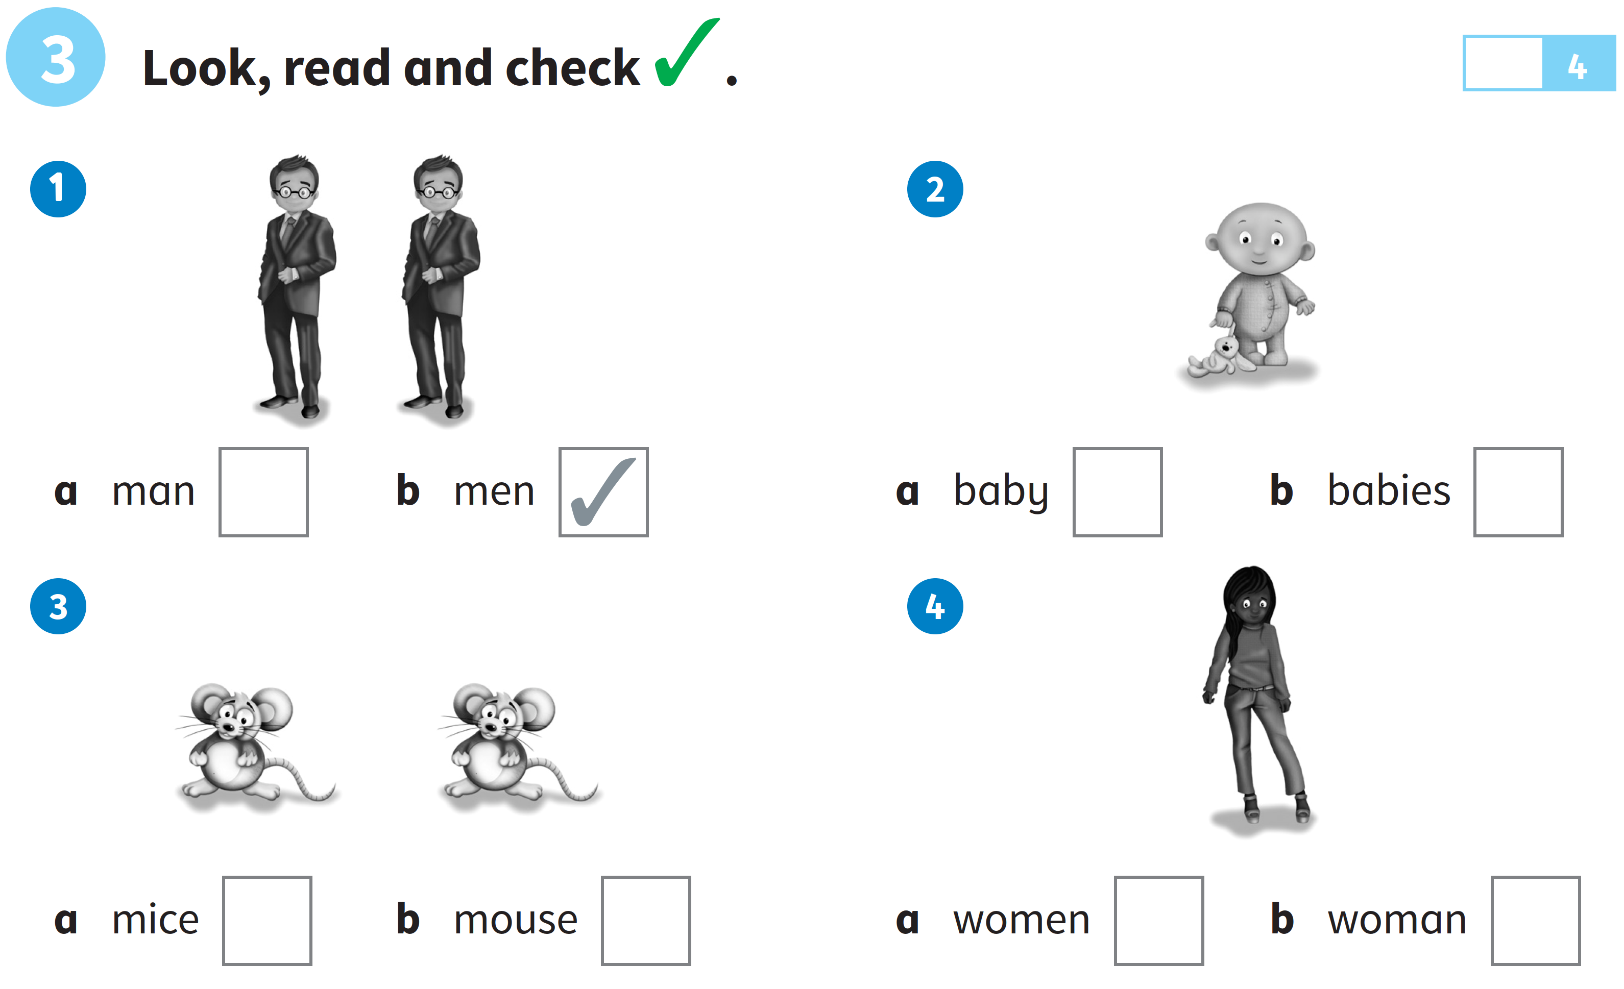 3 Look, read and check ✓. 4
1 2
a man b men ✓ a baby b babies
3 4
a mice b mouse a women b woman